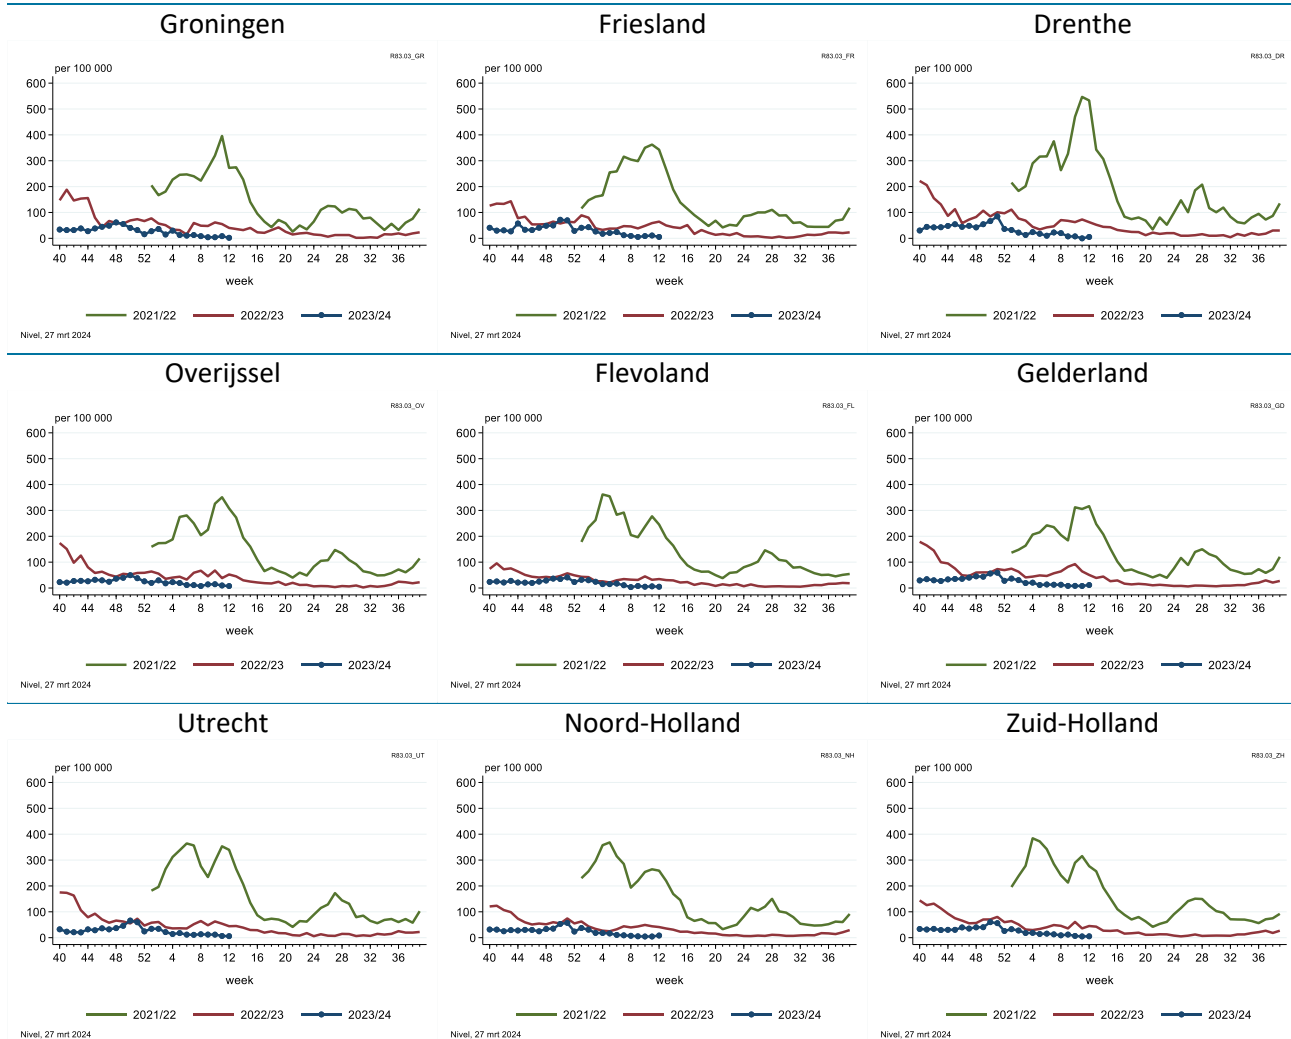 Groningen Friesland Drenthe
R83.03_GR R83.03_FR R83.03_DR
per 100 000 per 100 000 per 100 000
600 600 600
500 500 500
400 400 400
300 300 300
200 200 200
100 100 100
0 0 0
40 44 48 52 4 8 12 16 20 24 28 32 36 40 44 48 52 4 8 12 16 20 24 28 32 36 40 44 48 52 4 8 12 16 20 24 28 32 36
week week week
2021/22 2022/23 2023/24 2021/22 2022/23 2023/24 2021/22 2022/23 2023/24
Nivel, 27 mrt 2024 Nivel, 27 mrt 2024 Nivel, 27 mrt 2024
Overijssel Flevoland Gelderland
R83.03_OV R83.03_FL R83.03_GD
per 100 000 per 100 000 per 100 000
600 600 600
500 500 500
400 400 400
300 300 300
200 200 200
100 100 100
0 0 0
40 44 48 52 4 8 12 16 20 24 28 32 36 40 44 48 52 4 8 12 16 20 24 28 32 36 40 44 48 52 4 8 12 16 20 24 28 32 36
week week week
2021/22 2022/23 2023/24 2021/22 2022/23 2023/24 2021/22 2022/23 2023/24
Nivel, 27 mrt 2024 Nivel, 27 mrt 2024 Nivel, 27 mrt 2024
Utrecht Noord-Holland Zuid-Holland
R83.03_UT R83.03_NH R83.03_ZH
per 100 000 per 100 000 per 100 000
600 600 600
500 500 500
400 400 400
300 300 300
200 200 200
100 100 100
0 0 0
40 44 48 52 4 8 12 16 20 24 28 32 36 40 44 48 52 4 8 12 16 20 24 28 32 36 40 44 48 52 4 8 12 16 20 24 28 32 36
week week week
2021/22 2022/23 2023/24 2021/22 2022/23 2023/24 2021/22 2022/23 2023/24
Nivel, 27 mrt 2024 Nivel, 27 mrt 2024 Nivel, 27 mrt 2024